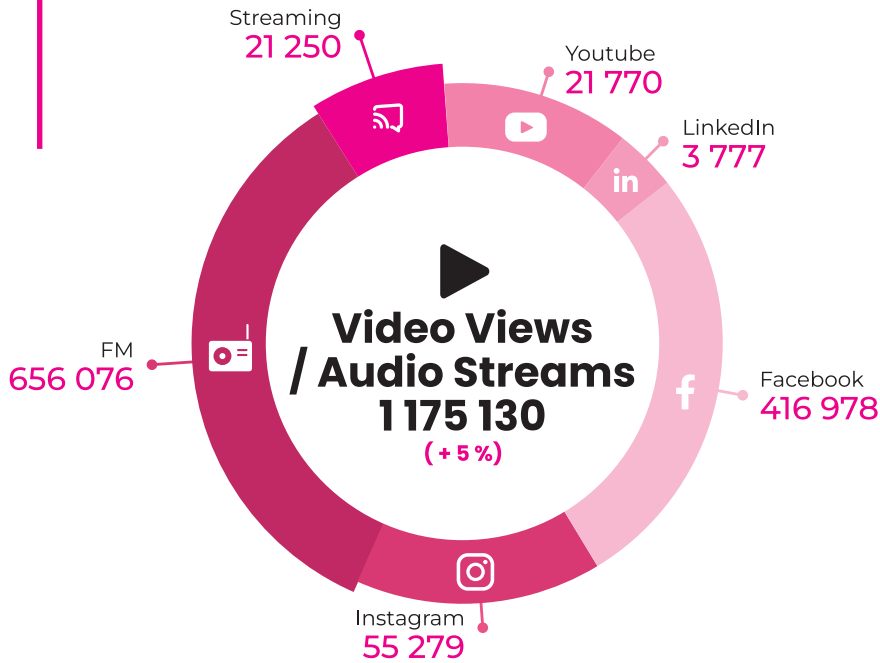 Streaming
21 250
Youtube
21 770
LinkedIn
3 777
in
Video Views
/ Audio Streams
1 175 130
( + 5 %)
FM
656 076
Facebook
416 978
f
Instagram
55 279